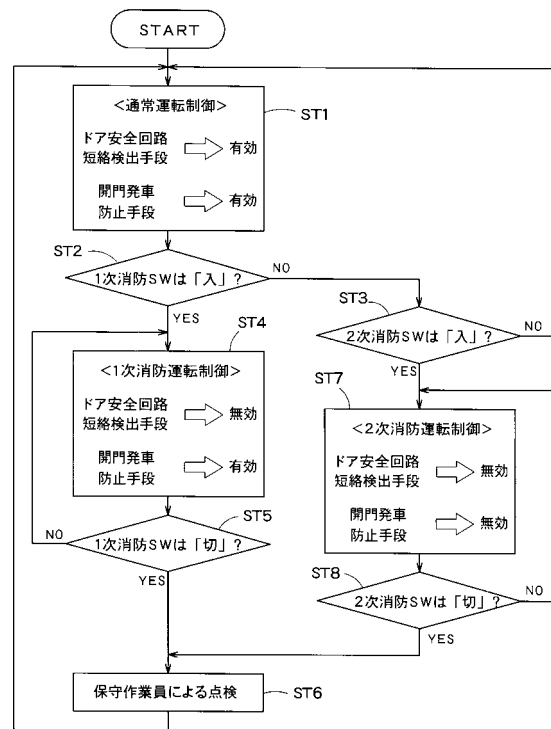 START
<通常運転制御>
ST1
ドア安全回路
短絡検出手段
有効
開門発車
防止手段
有効
ST2
1次消防SWは「入」?
NO
YES
ST3
2次消防SWは「入」?
NO
YES
ST4
<1次消防運転制御>
ドア安全回路
短絡検出手段
無効
開門発車
防止手段
有効
ST7
<2次消防運転制御>
ドア安全回路
短絡検出手段
無効
開門発車
防止手段
無効
ST5
NO
1次消防SWは「切」?
YES
ST8
2次消防SWは「切」?
NO
YES
保守作業員による点検
ST6